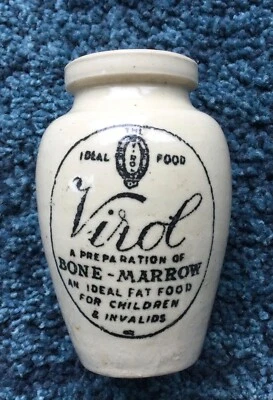 THE
VIROL
IDEAL FOOD
Virol
A PREPARATION OF
BONE-MARROW
AN IDEAL FAT FOOD
FOR CHILDREN
& INVALIDS